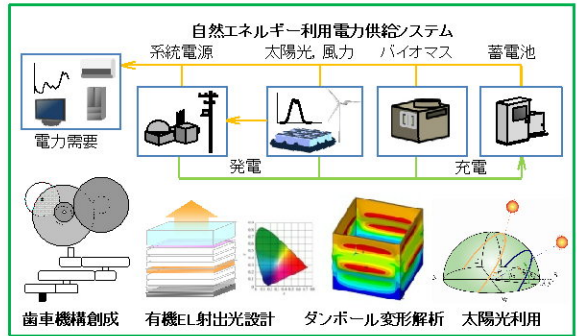 自然エネルギー利用電力供給システム
系統電源
太陽光, 風力
バイオマス
蓄電池
電力需要
発電
充電
歯車機構創成
有機EL射出光設計
ダンボール変形解析
太陽光利用